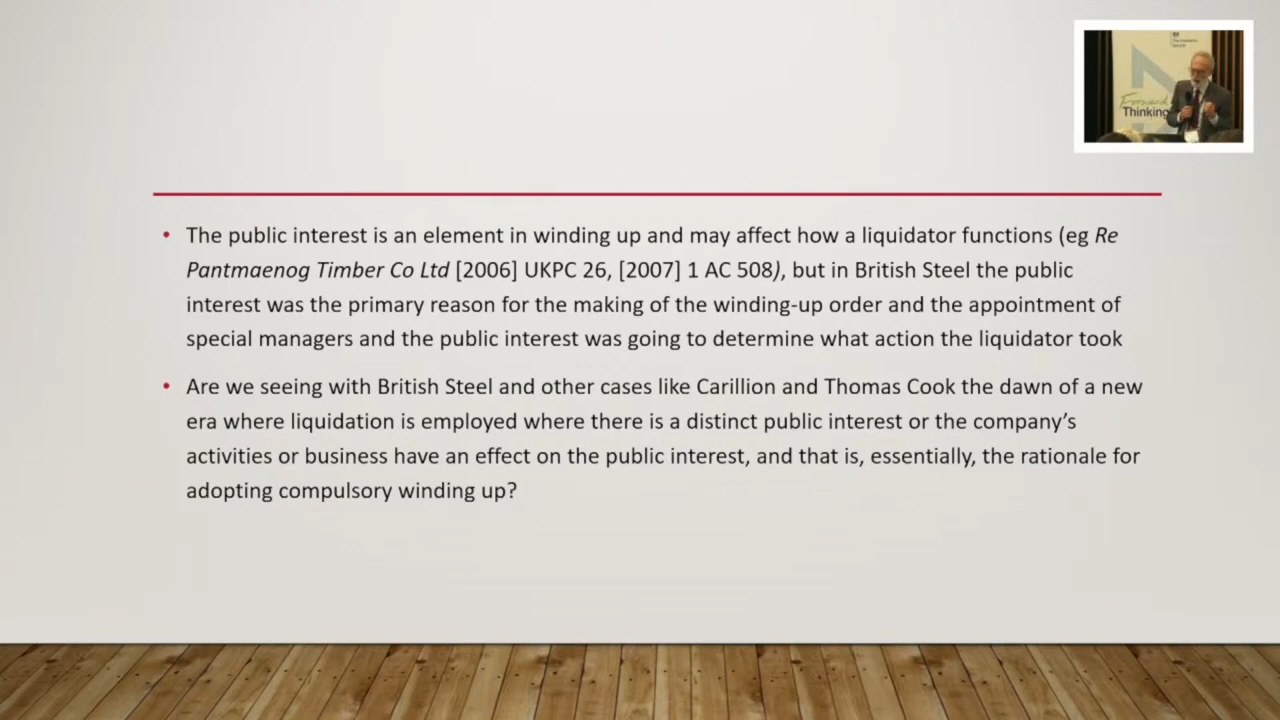 Forward
Thinking
• The public interest is an element in winding up and may affect how a liquidator functions (eg Re
Pantmaenog Timber Co Ltd [2006] UKPC 26, [2007] 1 AC 508), but in British Steel the public
interest was the primary reason for the making of the winding-up order and the appointment of
special managers and the public interest was going to determine what action the liquidator took
• Are we seeing with British Steel and other cases like Carillion and Thomas Cook the dawn of a new
era where liquidation is employed where there is a distinct public interest or the company’s
activities or business have an effect on the public interest, and that is, essentially, the rationale for
adopting compulsory winding up?